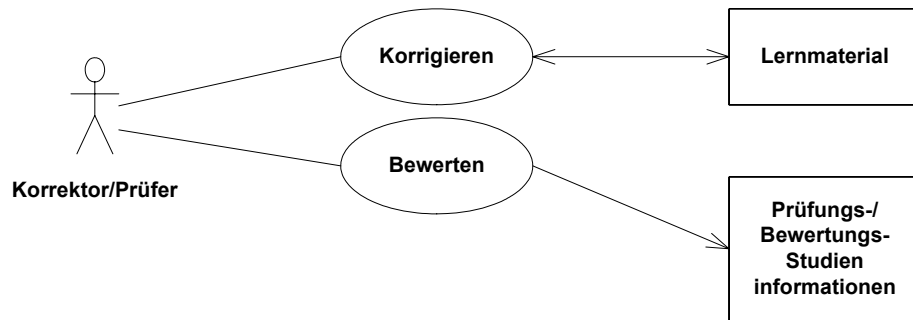 Korrigieren
Lernmaterial
Korrektor/Prüfer
Bewerten
Prüfungs-/
Bewertungs-
Studien
informationen